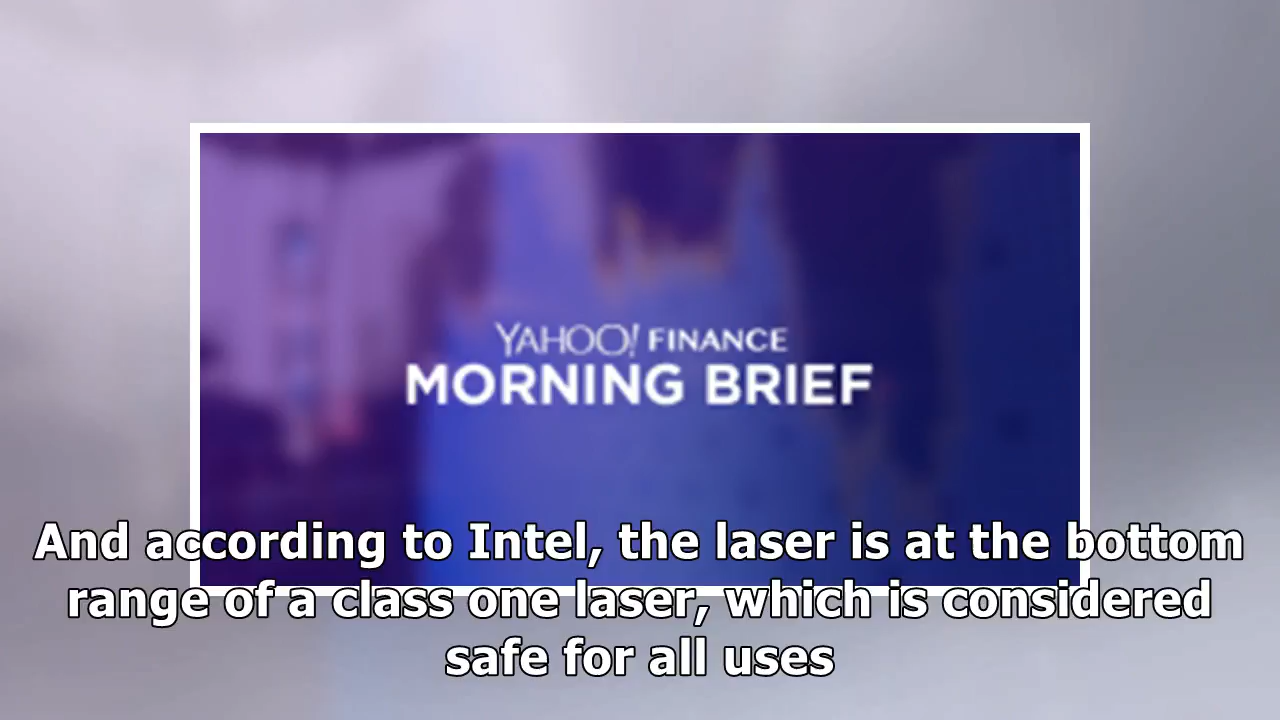 YAHOO! FINANCE
MORNING BRIEF
And according to Intel, the laser is at the bottom
range of a class one laser, which is considered
safe for all uses